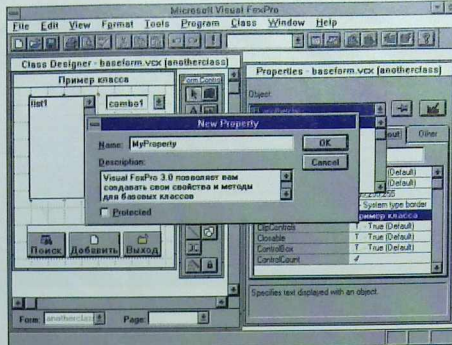 Microsoft Visual FoxPro
File Edit View Format Tools Program Class Window Help
Class Designer - baseform.vcx (anotherclass)
Пример класса
list1
combo1
Form Control
Поиск Добавить Выход
Form: anotherclass Page:
Properties - baseform.vcx (anotherclass)
Object:
Other
(Default)
(Default)
System type border
Пример класса
ClipControls T - True (Default)
Closable T - True (Default)
ControlBox T - True (Default)
ControlCount
Specifies text displayed with an object.
New Property
Name: MyProperty
OK
Cancel
Description:
Visual FoxPro 3.0 позволяет вам
создавать свои свойства и методы
для базовых классов
Protected